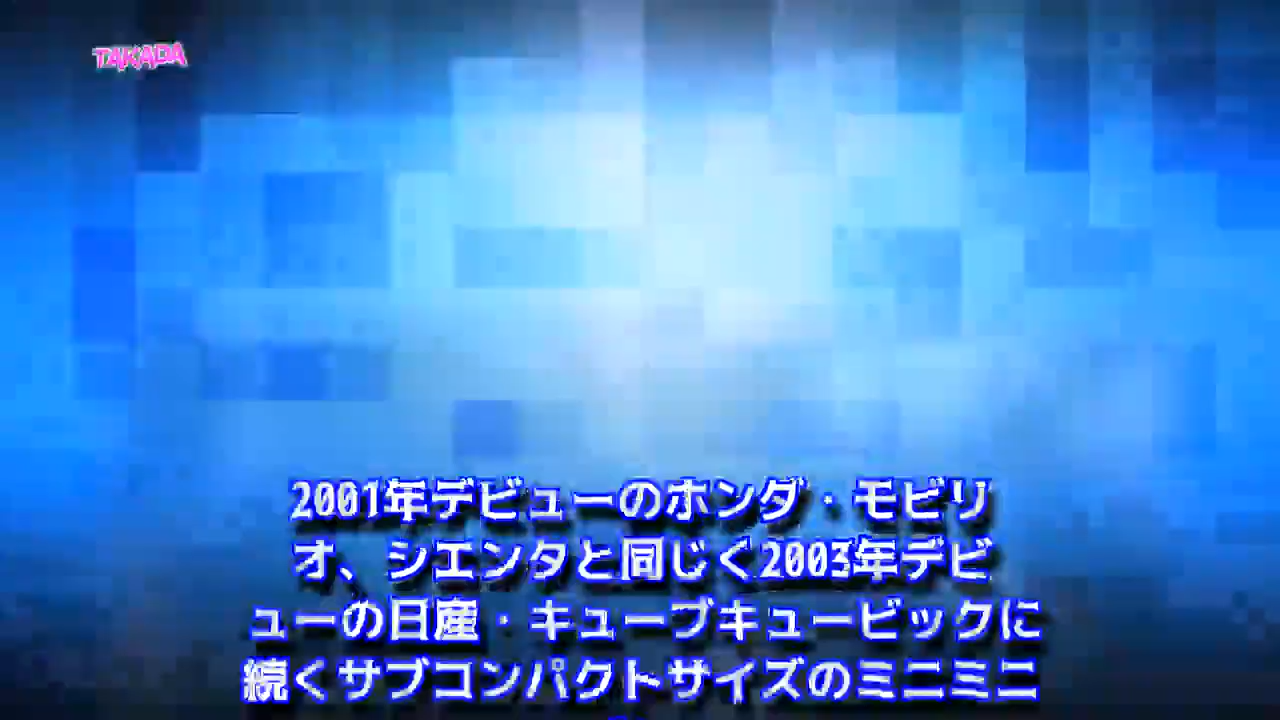 TAKADA
2001年デビューのホンダ・モビリ
オ、シエンタと同じく2003年デビ
ューの日産・キューブキュービックに
続くサブコンパクトサイズのミニミニ